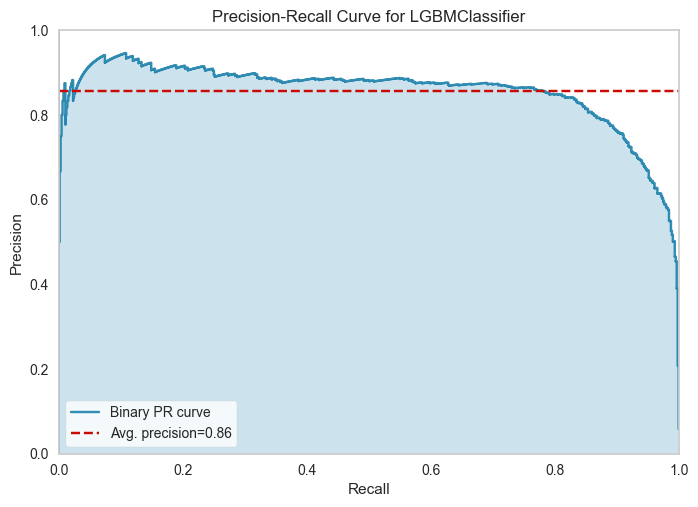 Precision-Recall Curve for LGBMClassifier
1.0
0.8
0.6
0.4
0.2
0.0
Precision
Binary PR curve
Avg. precision=0.86
0.0 0.2 0.4 0.6 0.8 1.0
Recall